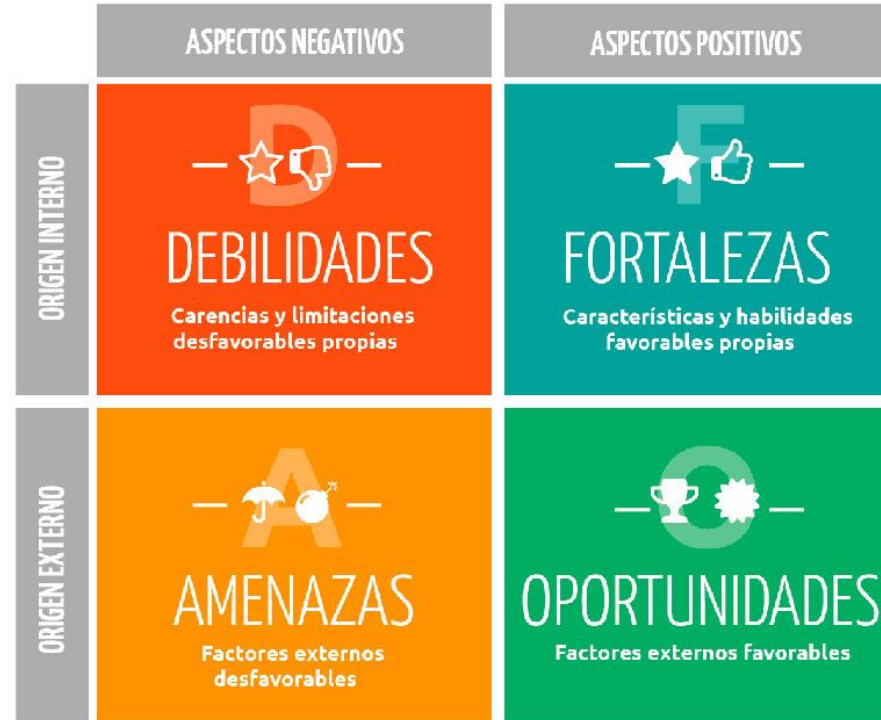 ASPECTOS NEGATIVOS
ASPECTOS POSITIVOS
ORIGEN INTERNO
D
DEBILIDADES
Carencias y limitaciones
desfavorables propias
F
FORTALEZAS
Características y habilidades
favorables propias
ORIGEN EXTERNO
A
AMENAZAS
Factores externos
desfavorables
O
OPORTUNIDADES
Factores externos favorables